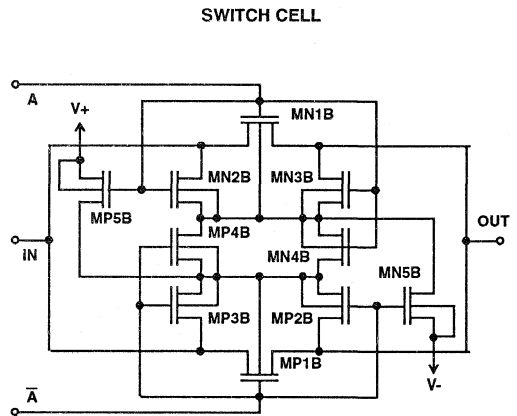 SWITCH CELL
A
V+
MN1B
MN2B
MN3B
MP5B
MP4B
OUT
IN
MN4B
MN5B
MP3B
MP2B
MP1B
V-
A̅